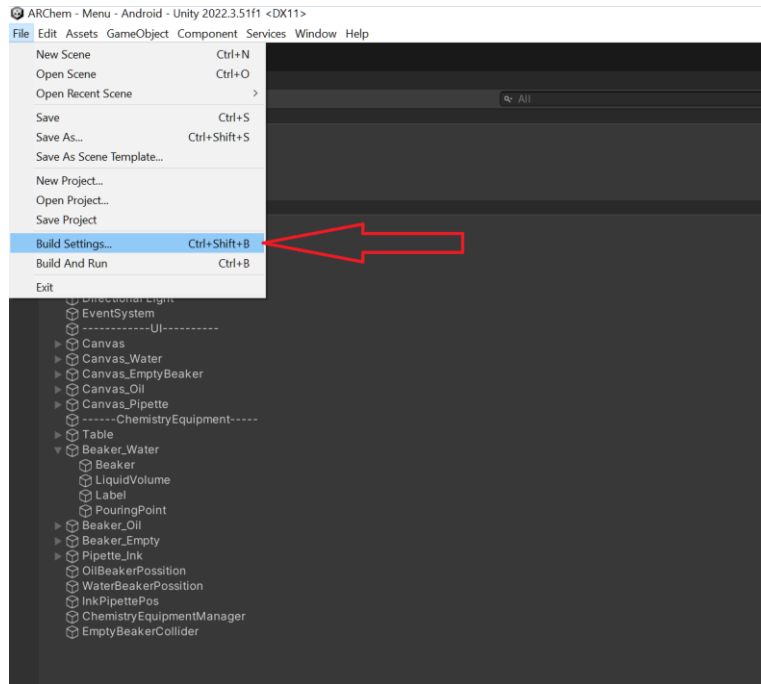 ARChem - Menu - Android - Unity 2022.3.51f1 <DX11>
File Edit Assets GameObject Component Services Window Help
New Scene Ctrl+N
Open Scene Ctrl+O
Open Recent Scene >
All
Save Ctrl+S
Save As... Ctrl+Shift+S
Save As Scene Template...
New Project...
Open Project...
Save Project
Build Settings... Ctrl+Shift+B
Build And Run Ctrl+B
Exit
Directional Light
EventSystem
------------UI----------
Canvas
Canvas_Water
Canvas_EmptyBeaker
Canvas_Oil
Canvas_Pipette
------ChemistryEquipment-----
Table
Beaker_Water
Beaker
LiquidVolume
Label
PouringPoint
Beaker_Oil
Beaker_Empty
Pipette_Ink
OilBeakerPossition
WaterBeakerPossition
InkPipettePos
ChemistryEquipmentManager
EmptyBeakerCollider